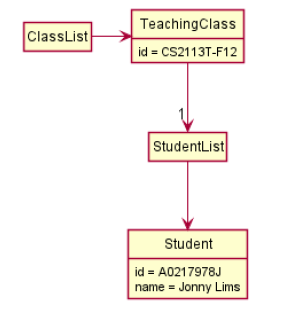 TeachingClass
ClassList
id = CS2113T-F12
1
StudentList
Student
id = A0217978J
name = Jonny Lims